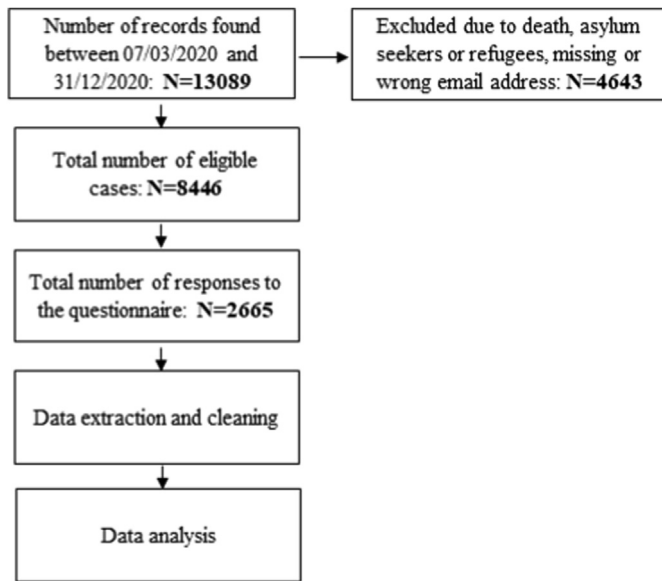 Number of records found
between 07/03/2020 and
31/12/2020: N=13089
Excluded due to death, asylum
seekers or refugees, missing or
wrong email address: N=4643
Total number of eligible
cases: N=8446
Total number of responses to
the questionnaire: N=2665
Data extraction and cleaning
Data analysis